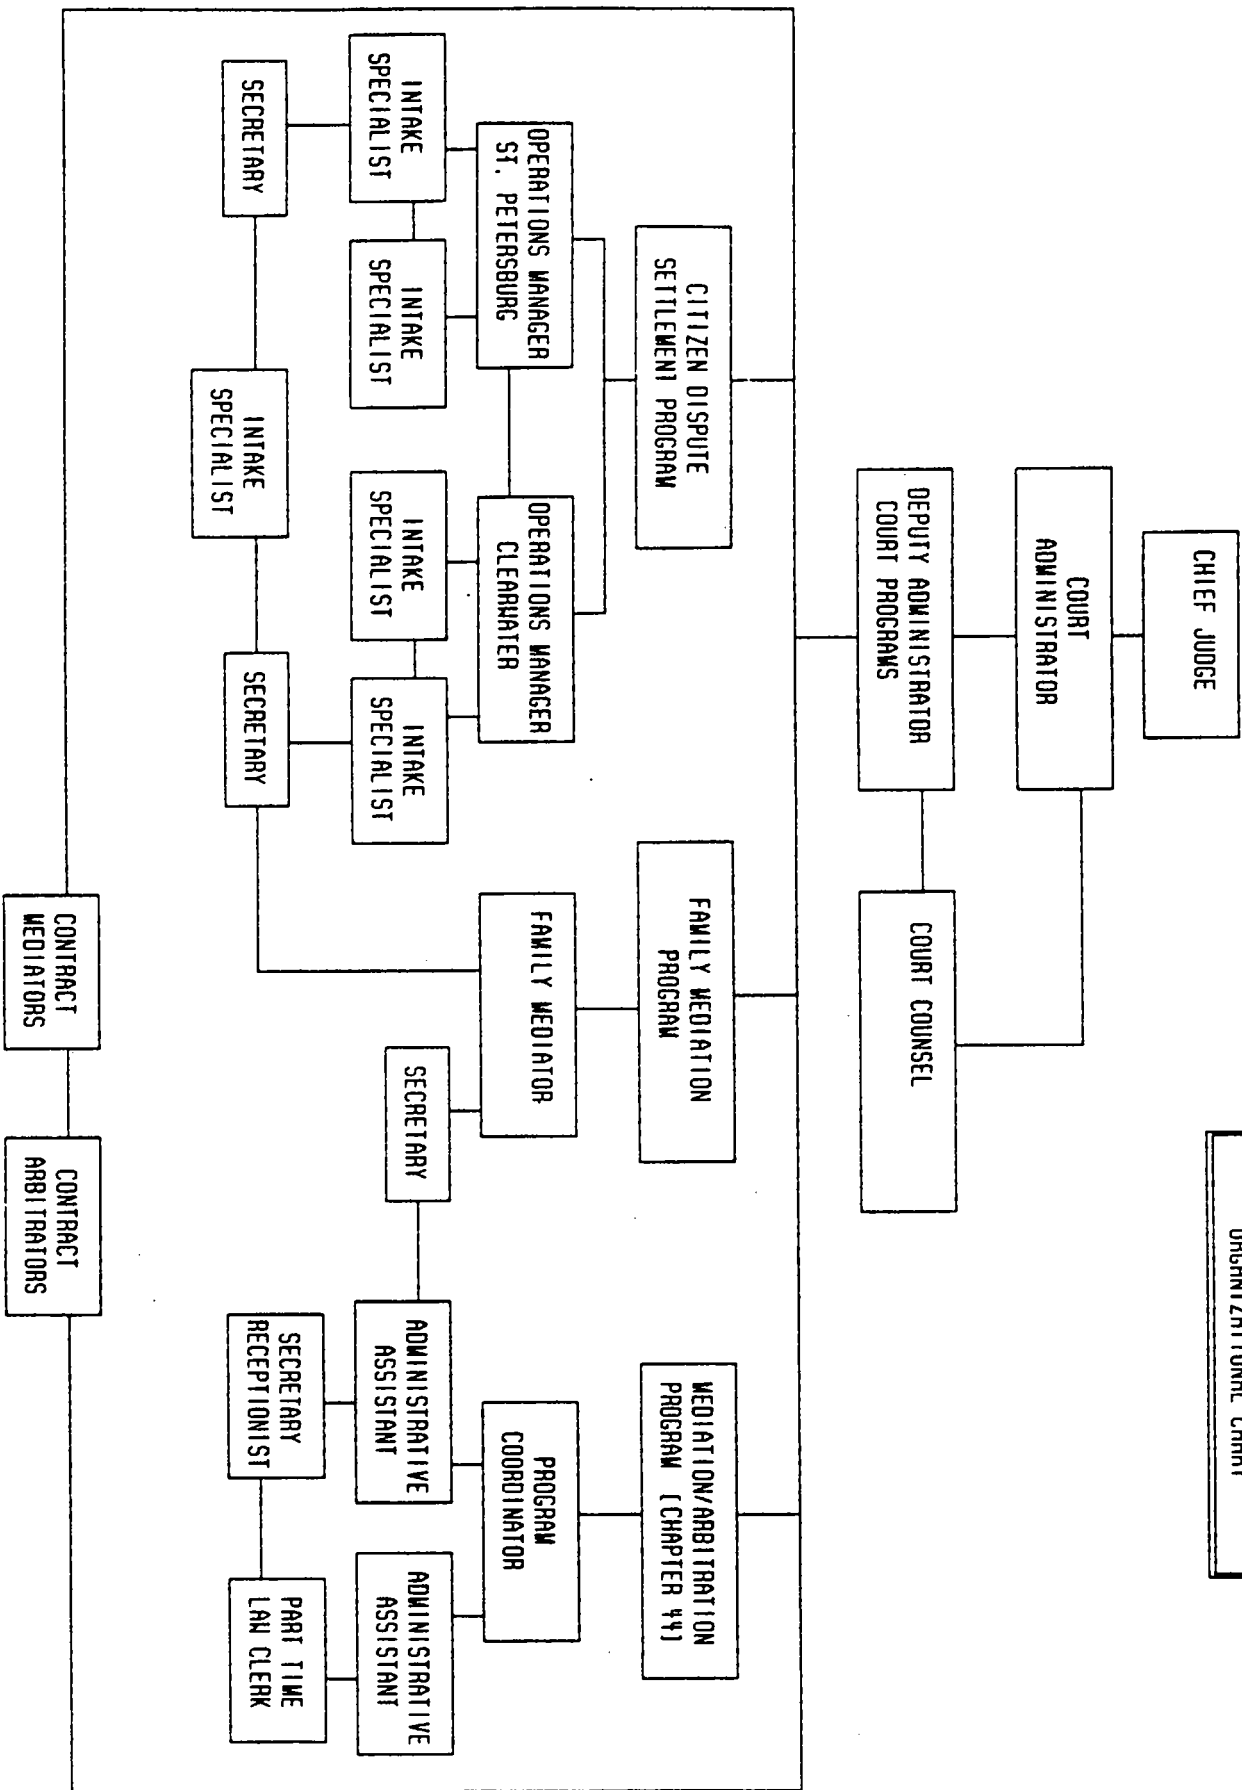 ORGANIZATIONAL CHART
CHIEF JUDGE
COURT
ADMINISTRATOR
DEPUTY ADMINISTRATOR
COURT PROGRAMS
COURT COUNSEL
CITIZEN DISPUTE
SETTLEMENT PROGRAM
FAMILY MEDIATION
PROGRAM
MEDIATION/ARBITRATION
PROGRAM [CHAPTER 44]
OPERATIONS MANAGER
ST. PETERSBURG
OPERATIONS MANAGER
CLEARWATER
FAMILY MEDIATOR
PROGRAM
COORDINATOR
INTAKE
SPECIALIST
INTAKE
SPECIALIST
INTAKE
SPECIALIST
INTAKE
SPECIALIST
SECRETARY
ADMINISTRATIVE
ASSISTANT
ADMINISTRATIVE
ASSISTANT
SECRETARY
INTAKE
SPECIALIST
SECRETARY
SECRETARY
RECEPTIONIST
PART TIME
LAW CLERK
CONTRACT
MEDIATORS
CONTRACT
ARBITRATORS